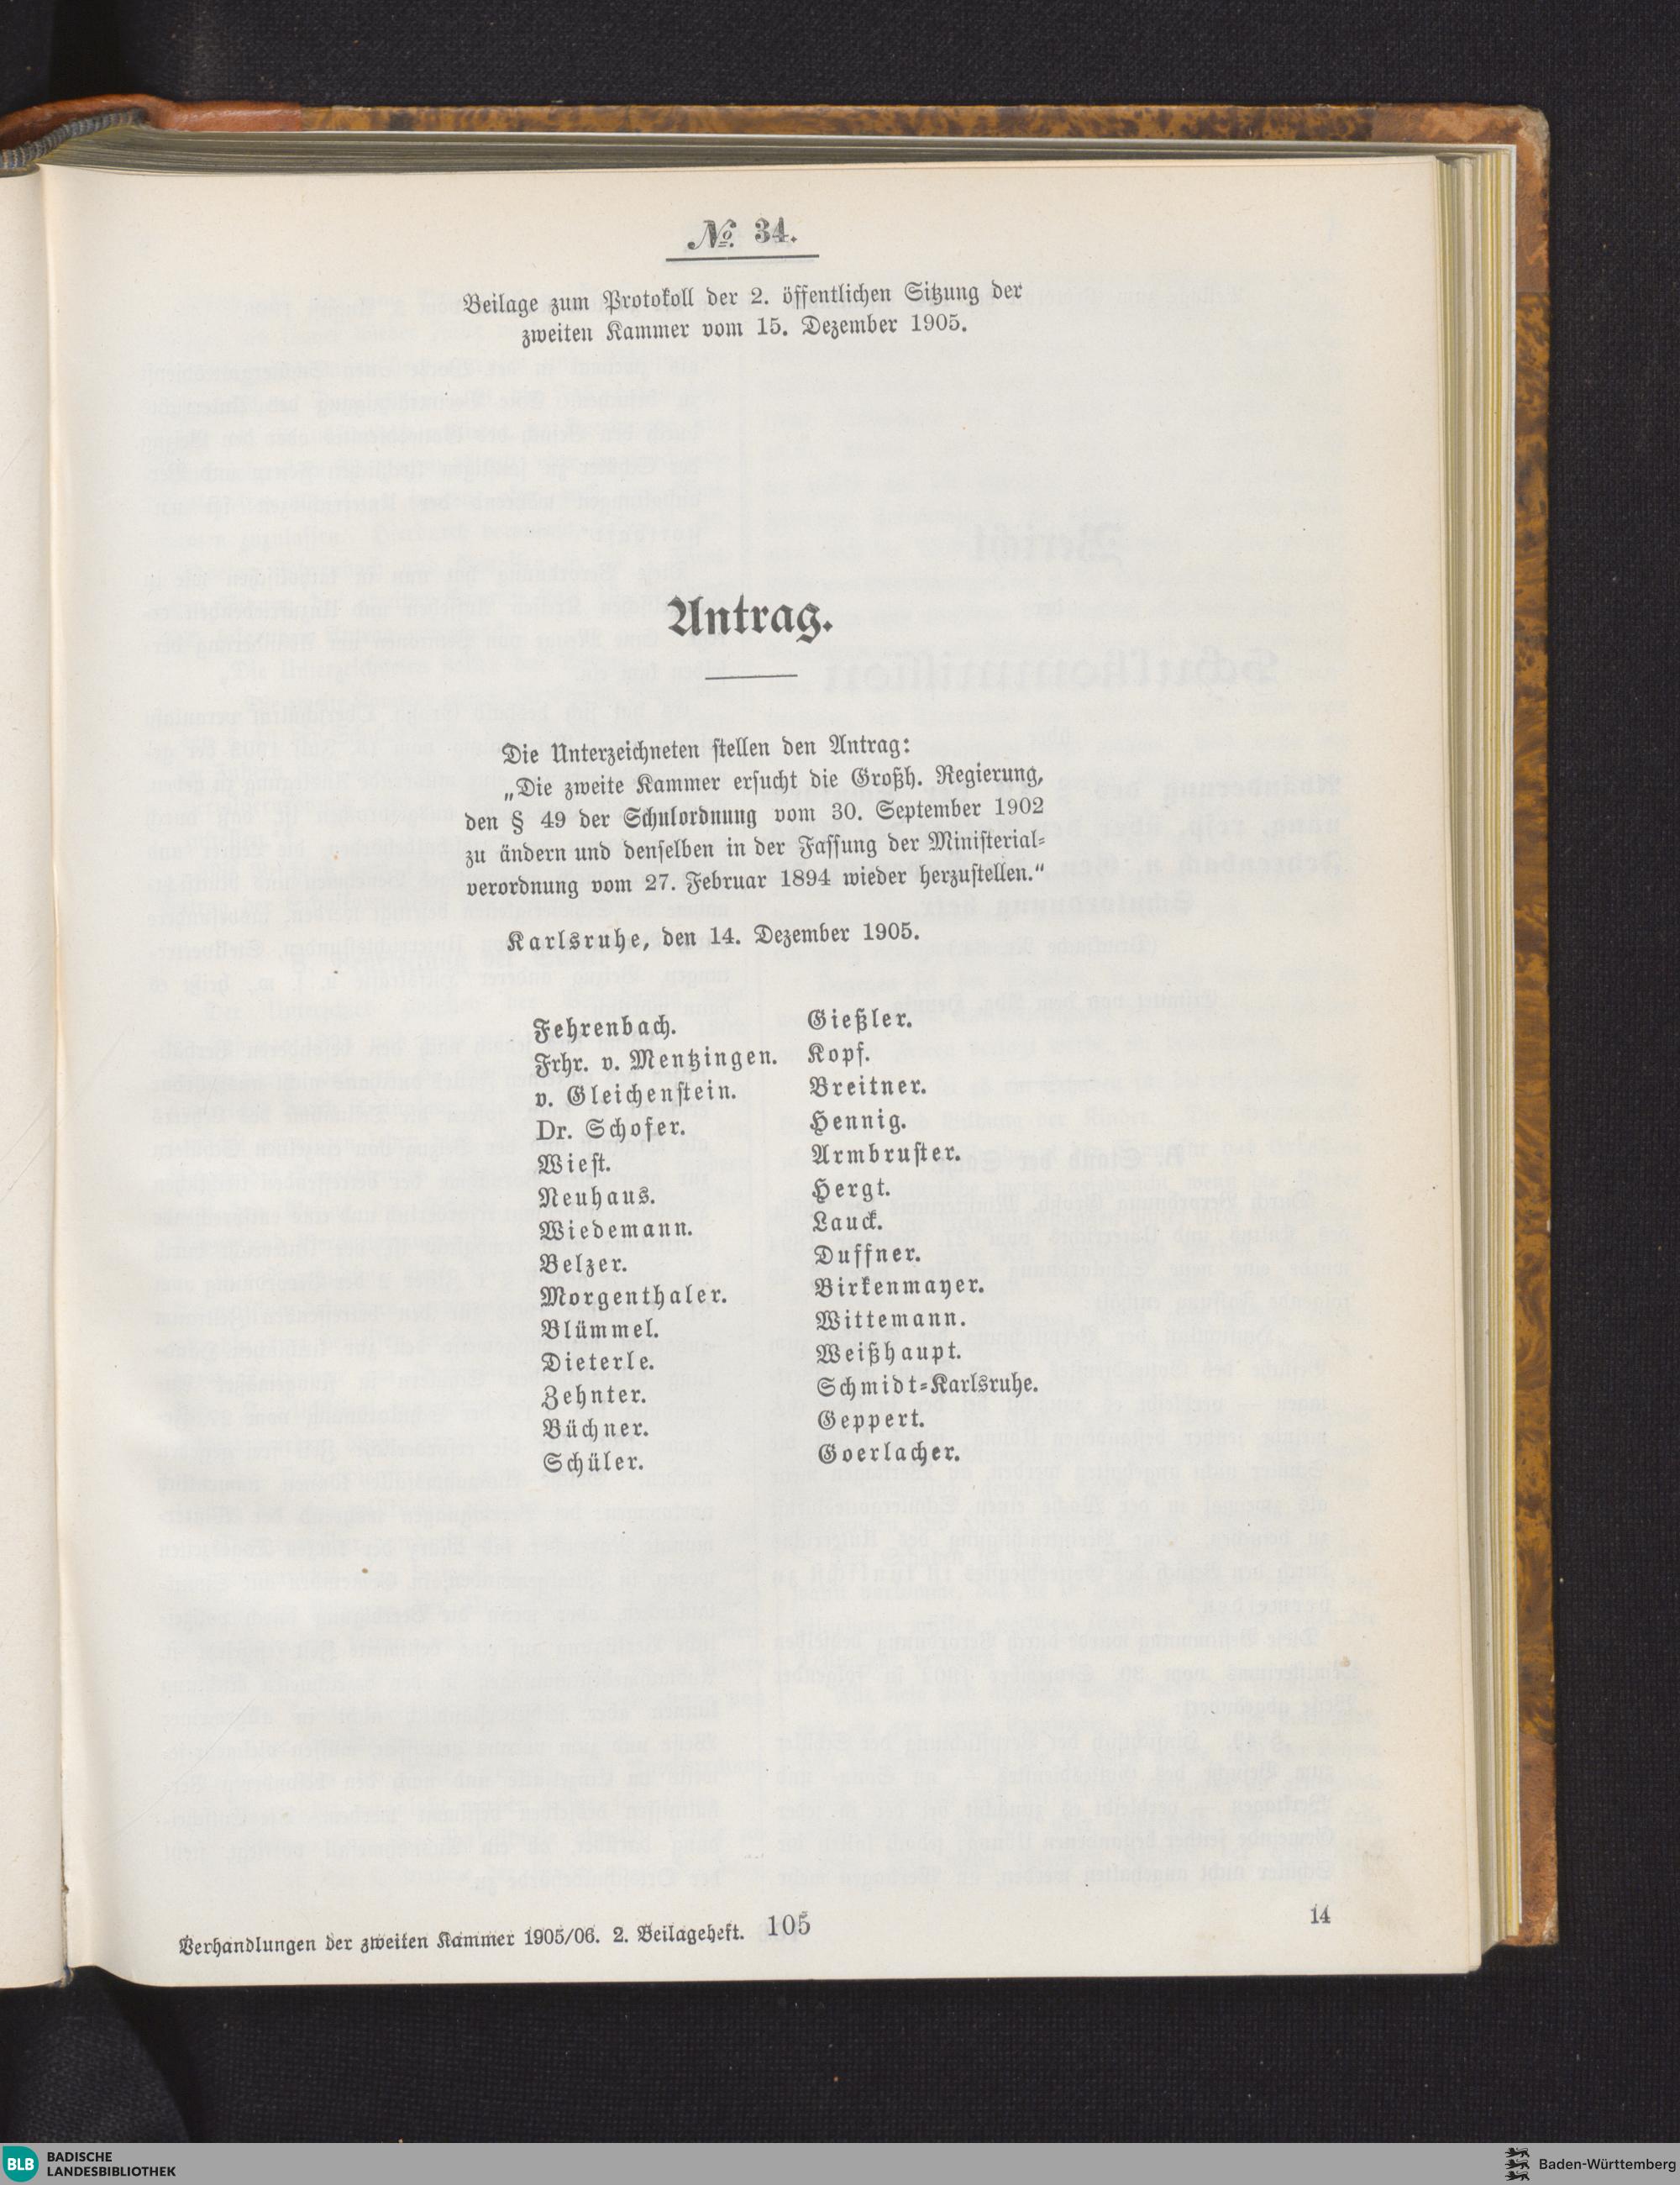 № 34.
Beilage zum Protokoll der 2. öffentlichen Sitzung der
zweiten Kammer vom 15. Dezember 1905.
Antrag.
Die Unterzeichneten stellen den Antrag:
„Die zweite Kammer ersucht die Großh. Regierung,
den § 49 der Schulordnung vom 30. September 1902
zu ändern und denselben in der Fassung der Ministerial-
verordnung vom 27. Februar 1894 wieder herzustellen.“
Karlsruhe, den 14. Dezember 1905.
Fehrenbach.
Frhr. v. Mentzingen.
v. Gleichenstein.
Dr. Schofer.
Wiest.
Neuhaus.
Wiedemann.
Belzer.
Morgenthaler.
Blümmel.
Dieterle.
Zehnter.
Büchner.
Schüler.
Gießler.
Kopf.
Breitner.
Hennig.
Armbruster.
Hergt.
Lauck.
Duffner.
Birkenmayer.
Wittemann.
Weißhaupt.
Schmidt-Karlsruhe.
Geppert.
Goerlacher.
Verhandlungen der zweiten Kammer 1905/06. 2. Beilageheft. 105 14
BLB BADISCHE
LANDESBIBLIOTHEK
Baden-Württemberg